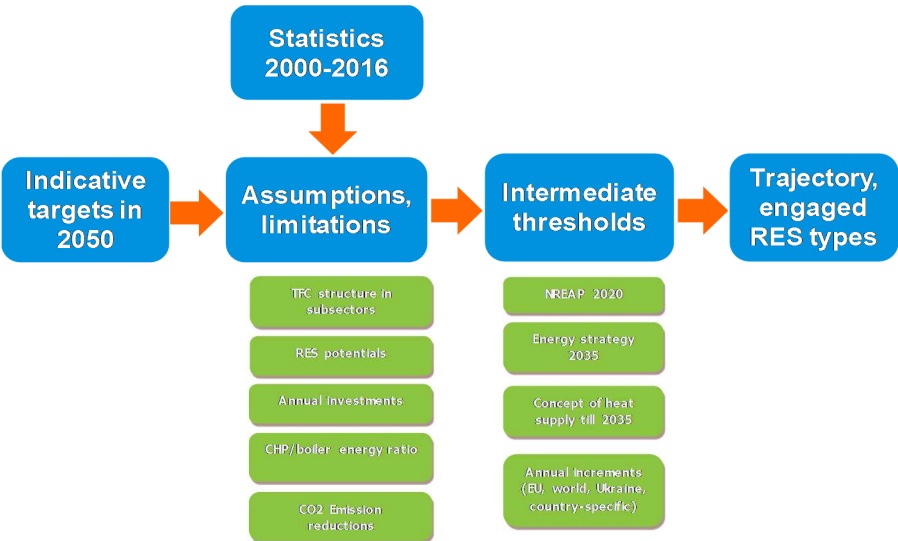 Statistics
2000-2016
Indicative
targets in
2050
Assumptions,
limitations
Intermediate
thresholds
Trajectory,
engaged
RES types
TFC structure in
subsectors
RES potentials
Annual investments
CHP/boiler energy ratio
CO2 Emission
reductions
NREAP 2020
Energy strategy
2035
Concept of heat
supply till 2035
Annual increments
(EU, world, Ukraine,
country-specific)